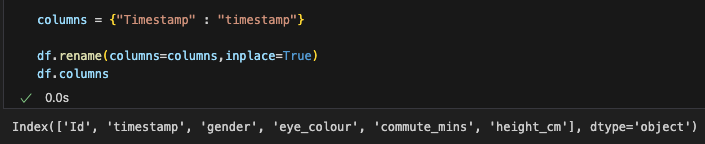 columns = {"Timestamp" : "timestamp"}
df.rename(columns=columns,inplace=True)
df.columns
0.0s
Index(['Id', 'timestamp', 'gender', 'eye_colour', 'commute_mins', 'height_cm'], dtype='object')